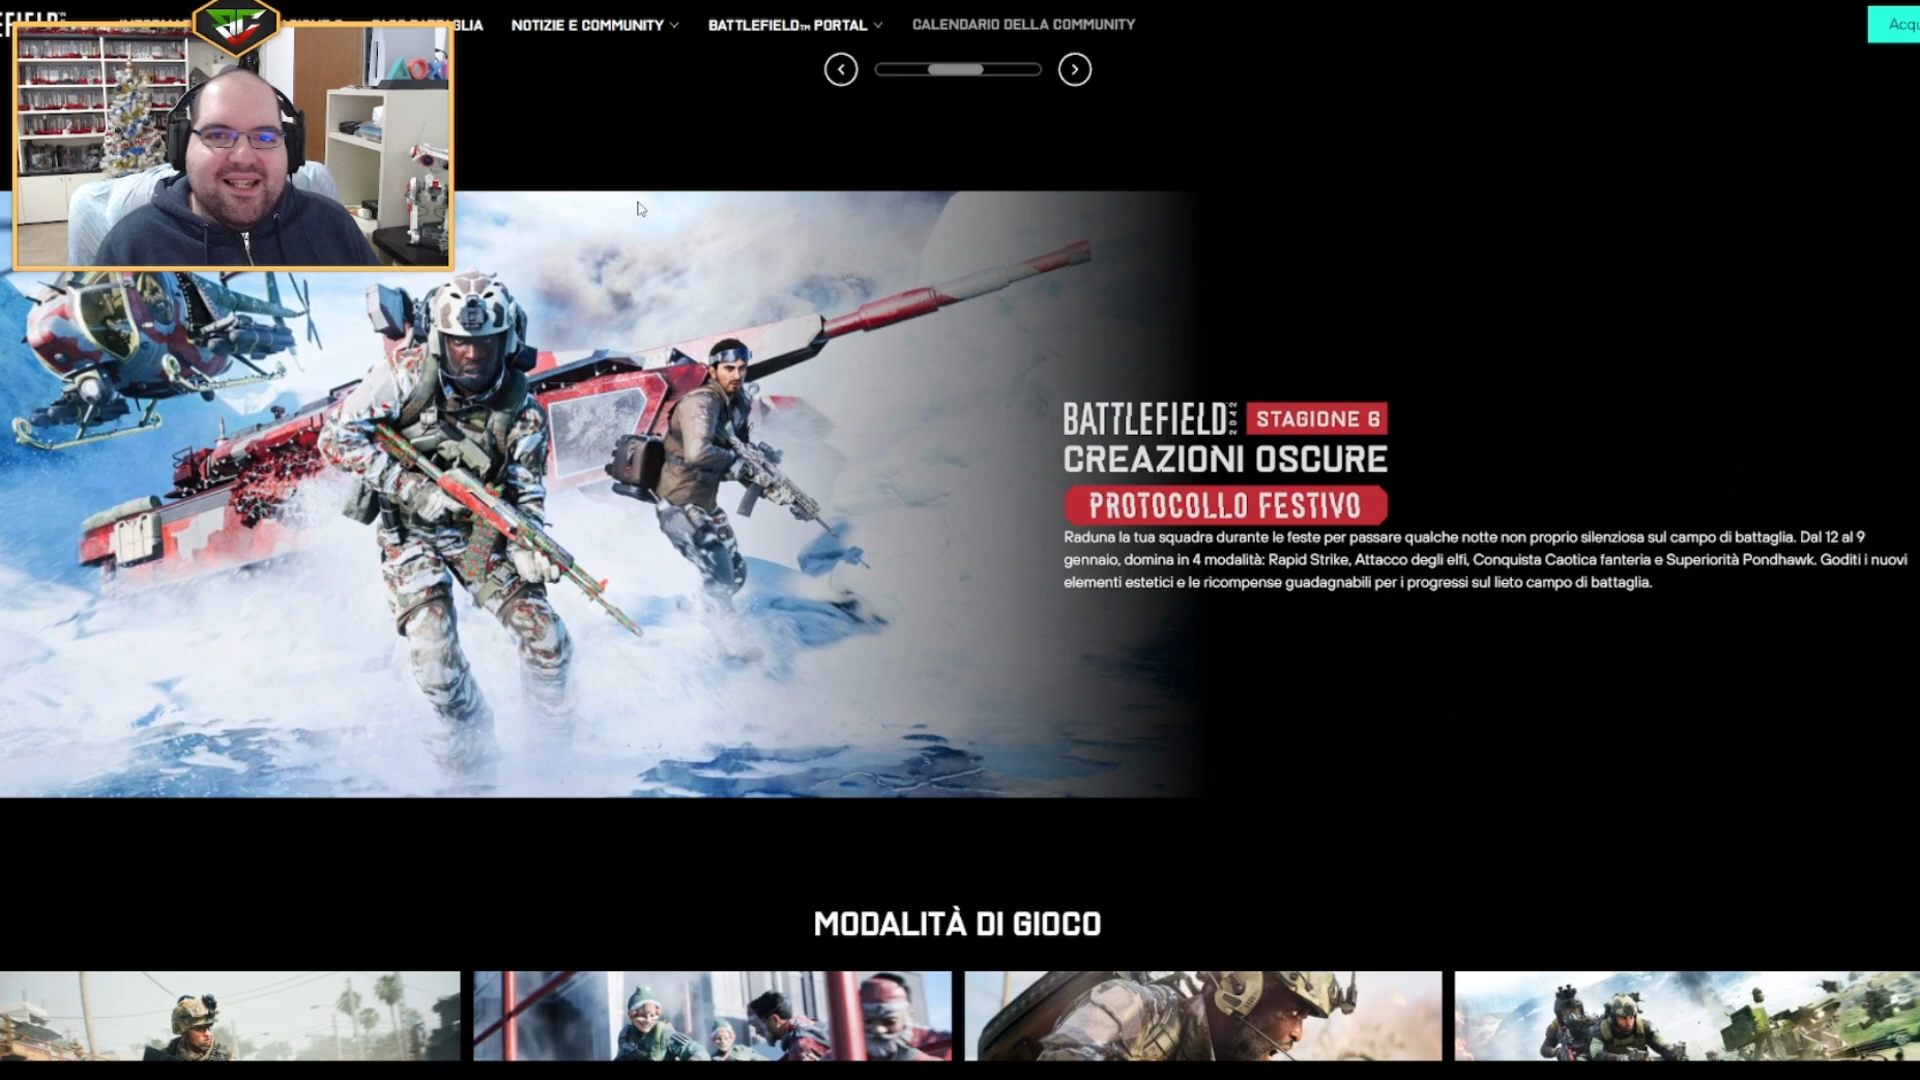 NOTIZIE E COMMUNITY
BATTLEFIELD™ PORTAL
CALENDARIO DELLA COMMUNITY
BATTLEFIELD 2042 STAGIONE 6
CREAZIONI OSCURE
PROTOCOLLO FESTIVO
Raduna la tua squadra durante le feste per passare qualche notte non proprio silenziosa sul campo di battaglia. Dal 12 al 9
gennaio, domina in 4 modalità: Rapid Strike, Attacco degli elfi, Conquista Caotica fanteria e Superiorità Pondhawk. Goditi i nuovi
elementi estetici e le ricompense guadagnabili per i progressi sul lieto campo di battaglia.
MODALITÀ DI GIOCO